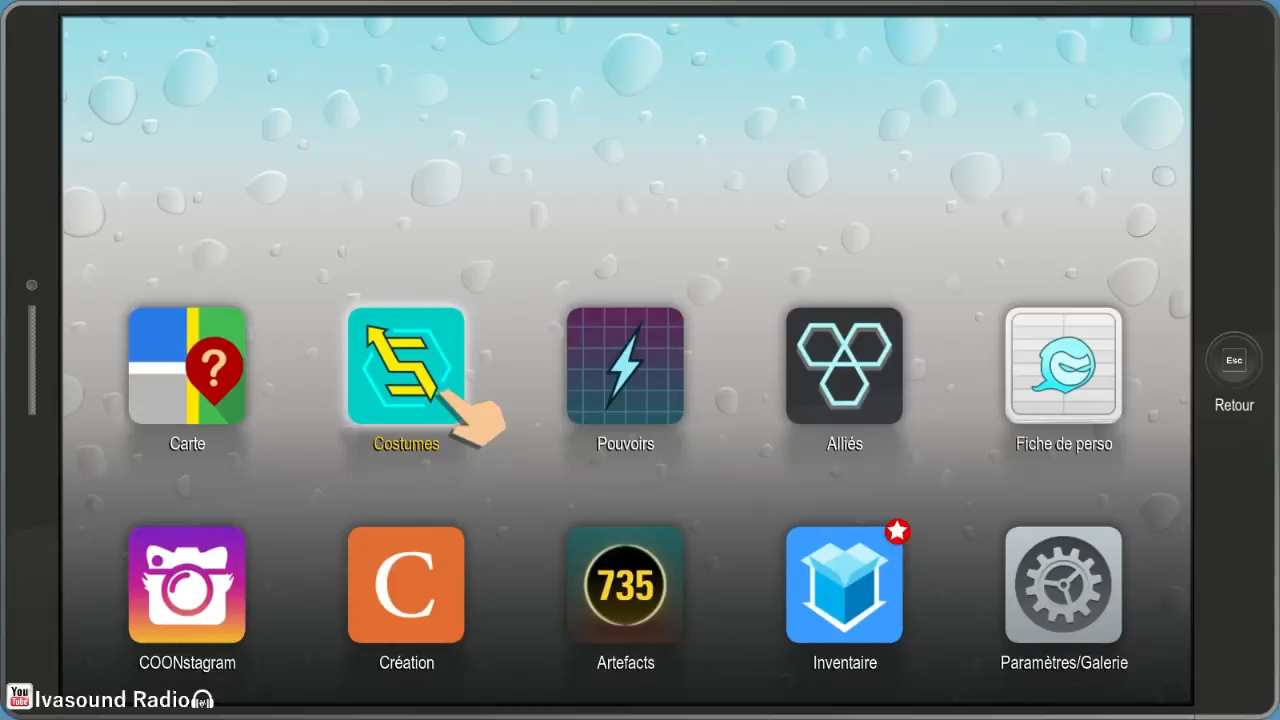 ?
Esc
Retour
Carte
Costumes
Pouvoirs
Alliés
Fiche de perso
C
735
COONstagram
Création
Artefacts
Inventaire
Paramètres/Galerie
You Tube Ivasound Radio